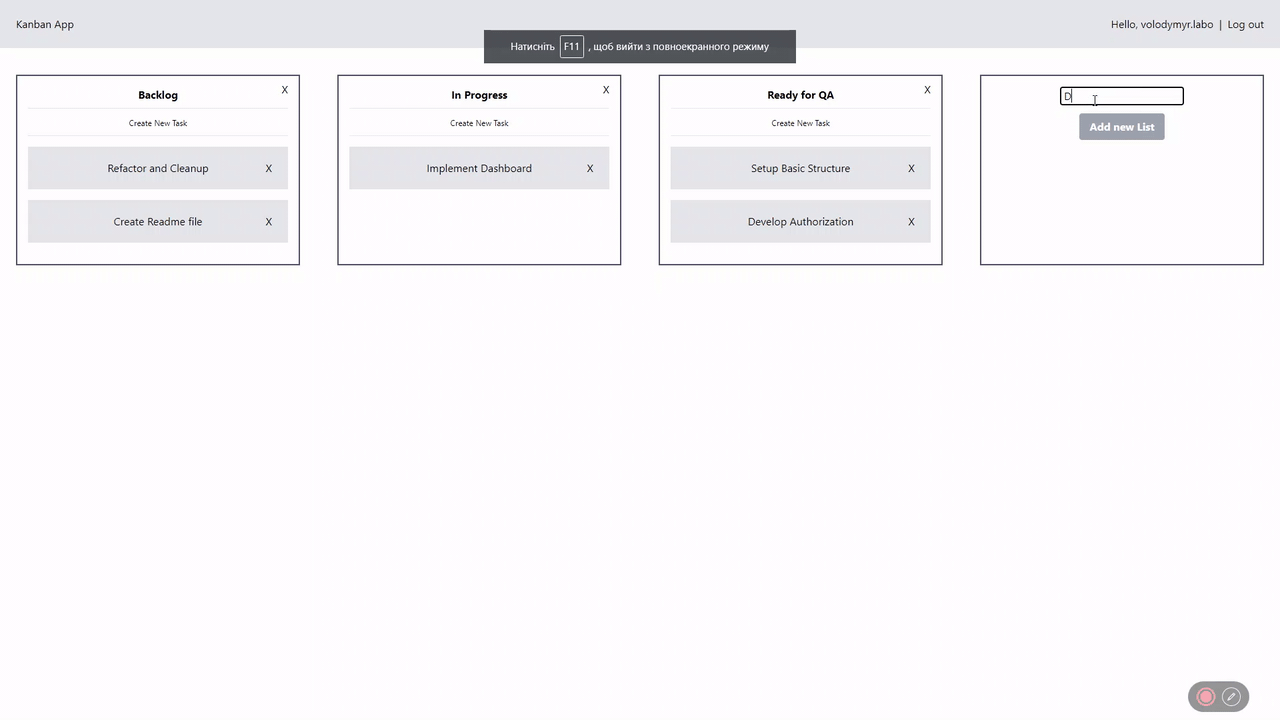 Kanban App
Hello, volodymyr.labo | Log out
Натисніть F11 , щоб вийти з повноекранного режиму
Backlog X
Create New Task
Refactor and Cleanup X
Create Readme file X
In Progress X
Create New Task
Implement Dashboard X
Ready for QA X
Create New Task
Setup Basic Structure X
Develop Authorization X
D
Add new List